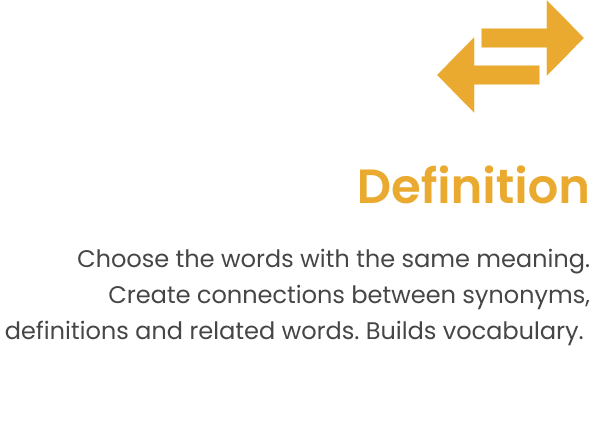 Definition
Choose the words with the same meaning.
Create connections between synonyms,
definitions and related words. Builds vocabulary.